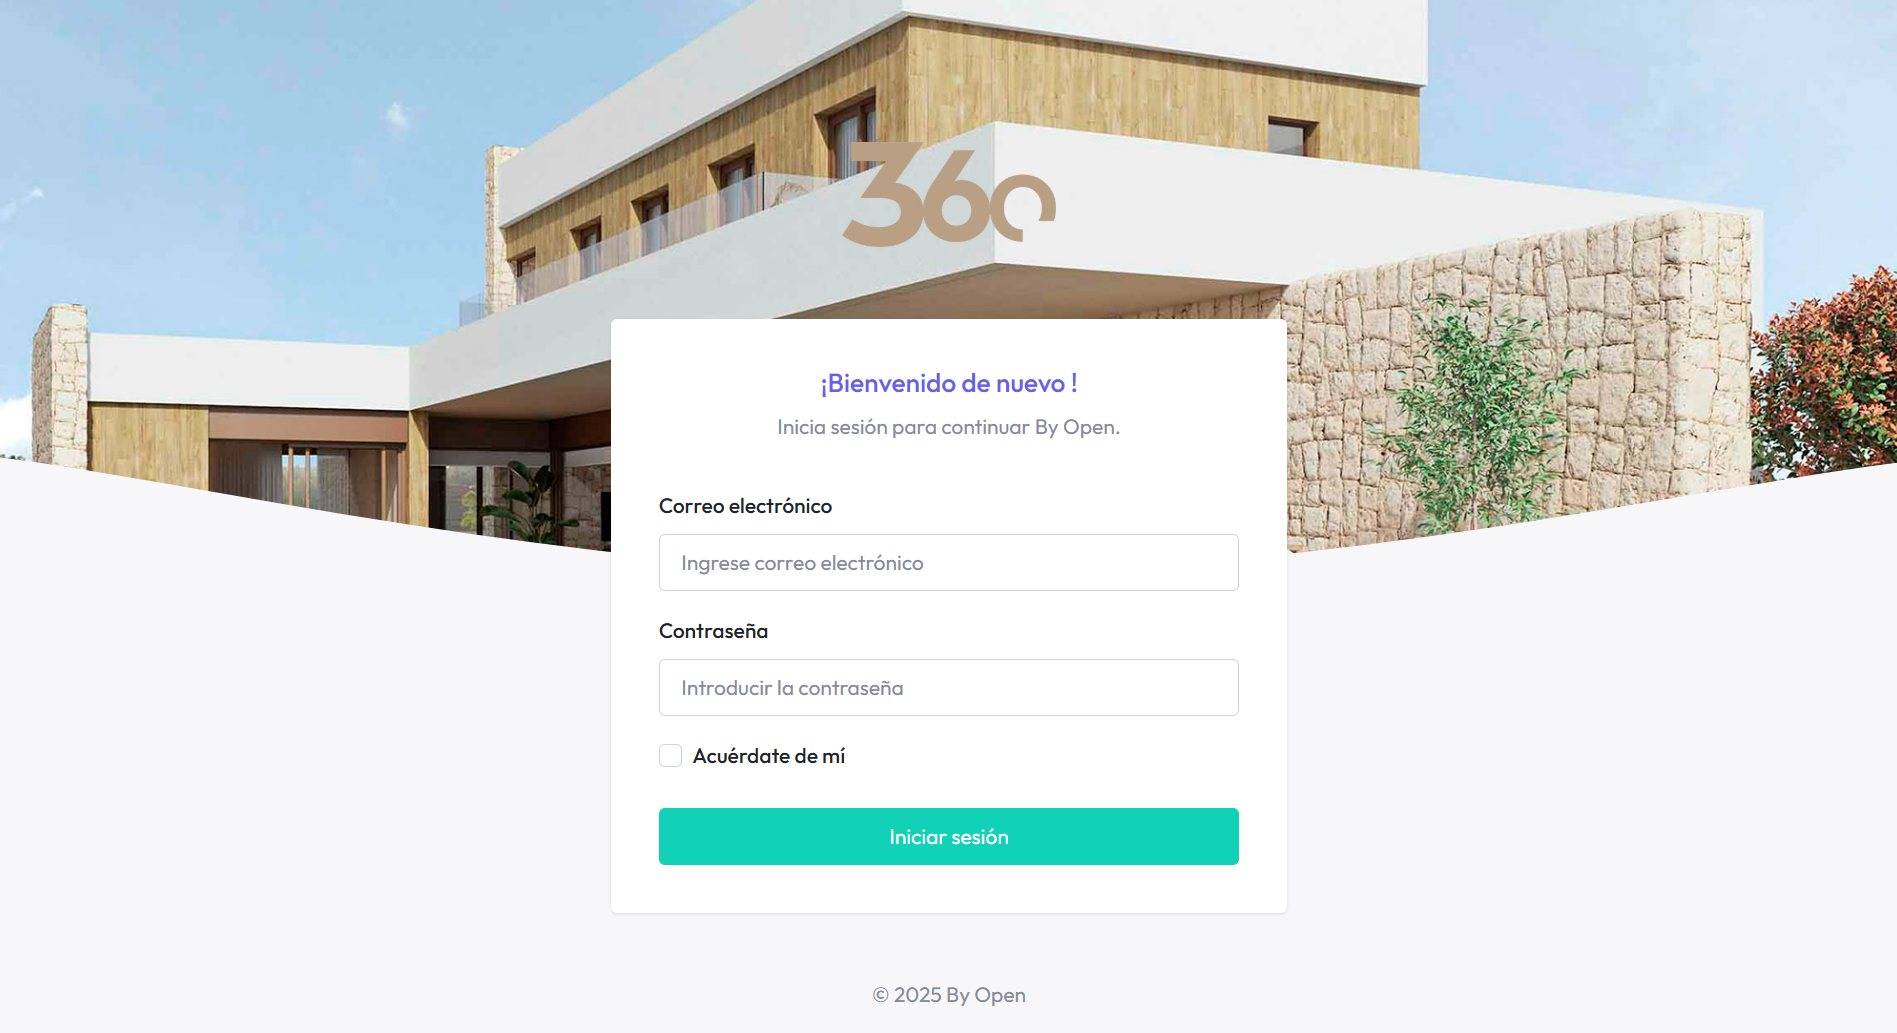 360
¡Bienvenido de nuevo !
Inicia sesión para continuar By Open.
Correo electrónico
Ingrese correo electrónico
Contraseña
Introducir la contraseña
Acuérdate de mí
Iniciar sesión
© 2025 By Open